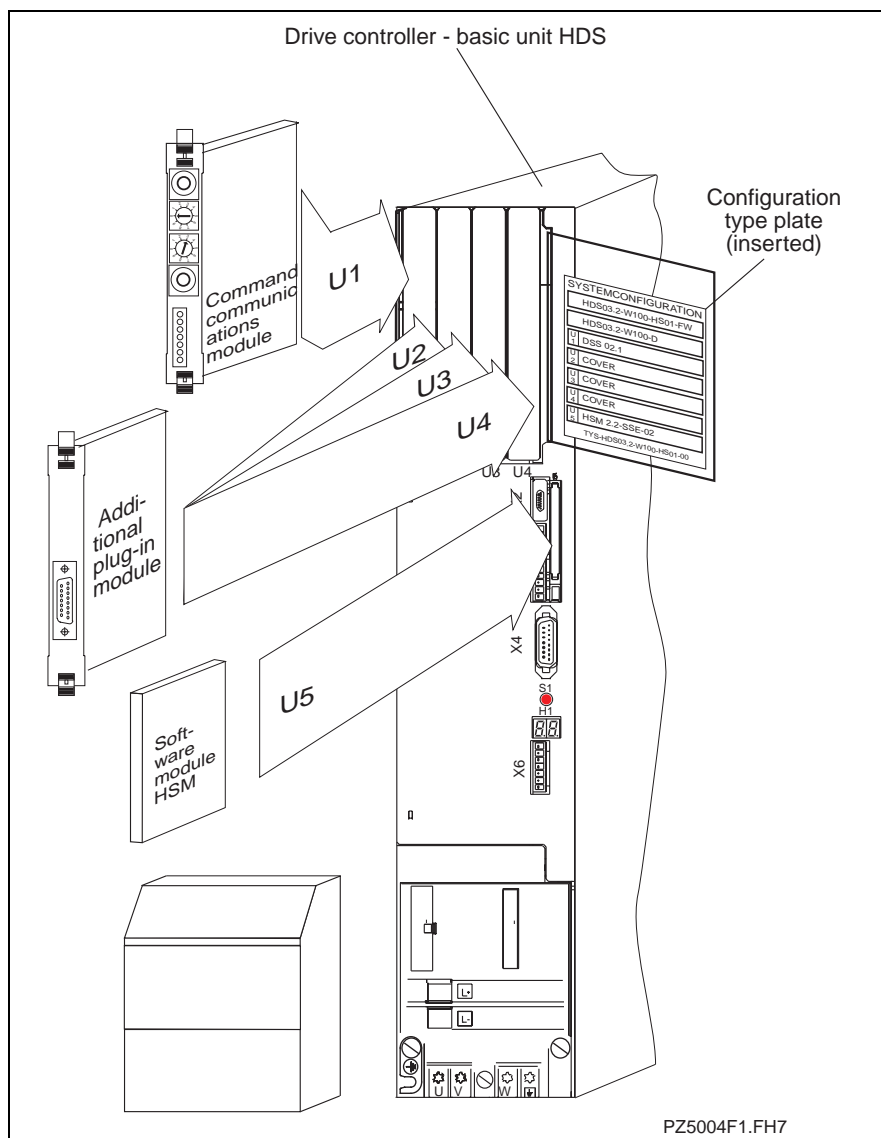 Drive controller - basic unit HDS
Configuration
type plate
(inserted)
Command
communic
ations
module
U1
U2
U3
U4
SYSTEMCONFIGURATION
HDS03.2-W100-HS01-FW
HDS03.2-W100-D
U1 DSS 02.1
U2 COVER
U3 COVER
U4 COVER
U5 HSM 2.2-SSE-02
TYS-HDS03.2-W100-HS01-00
U3 U4
Addi-
tional
plug-in
module
X4
S1
H1
X6
U5
Soft-
ware
module
HSM
L+
L-
U V W
PZ5004F1.FH7